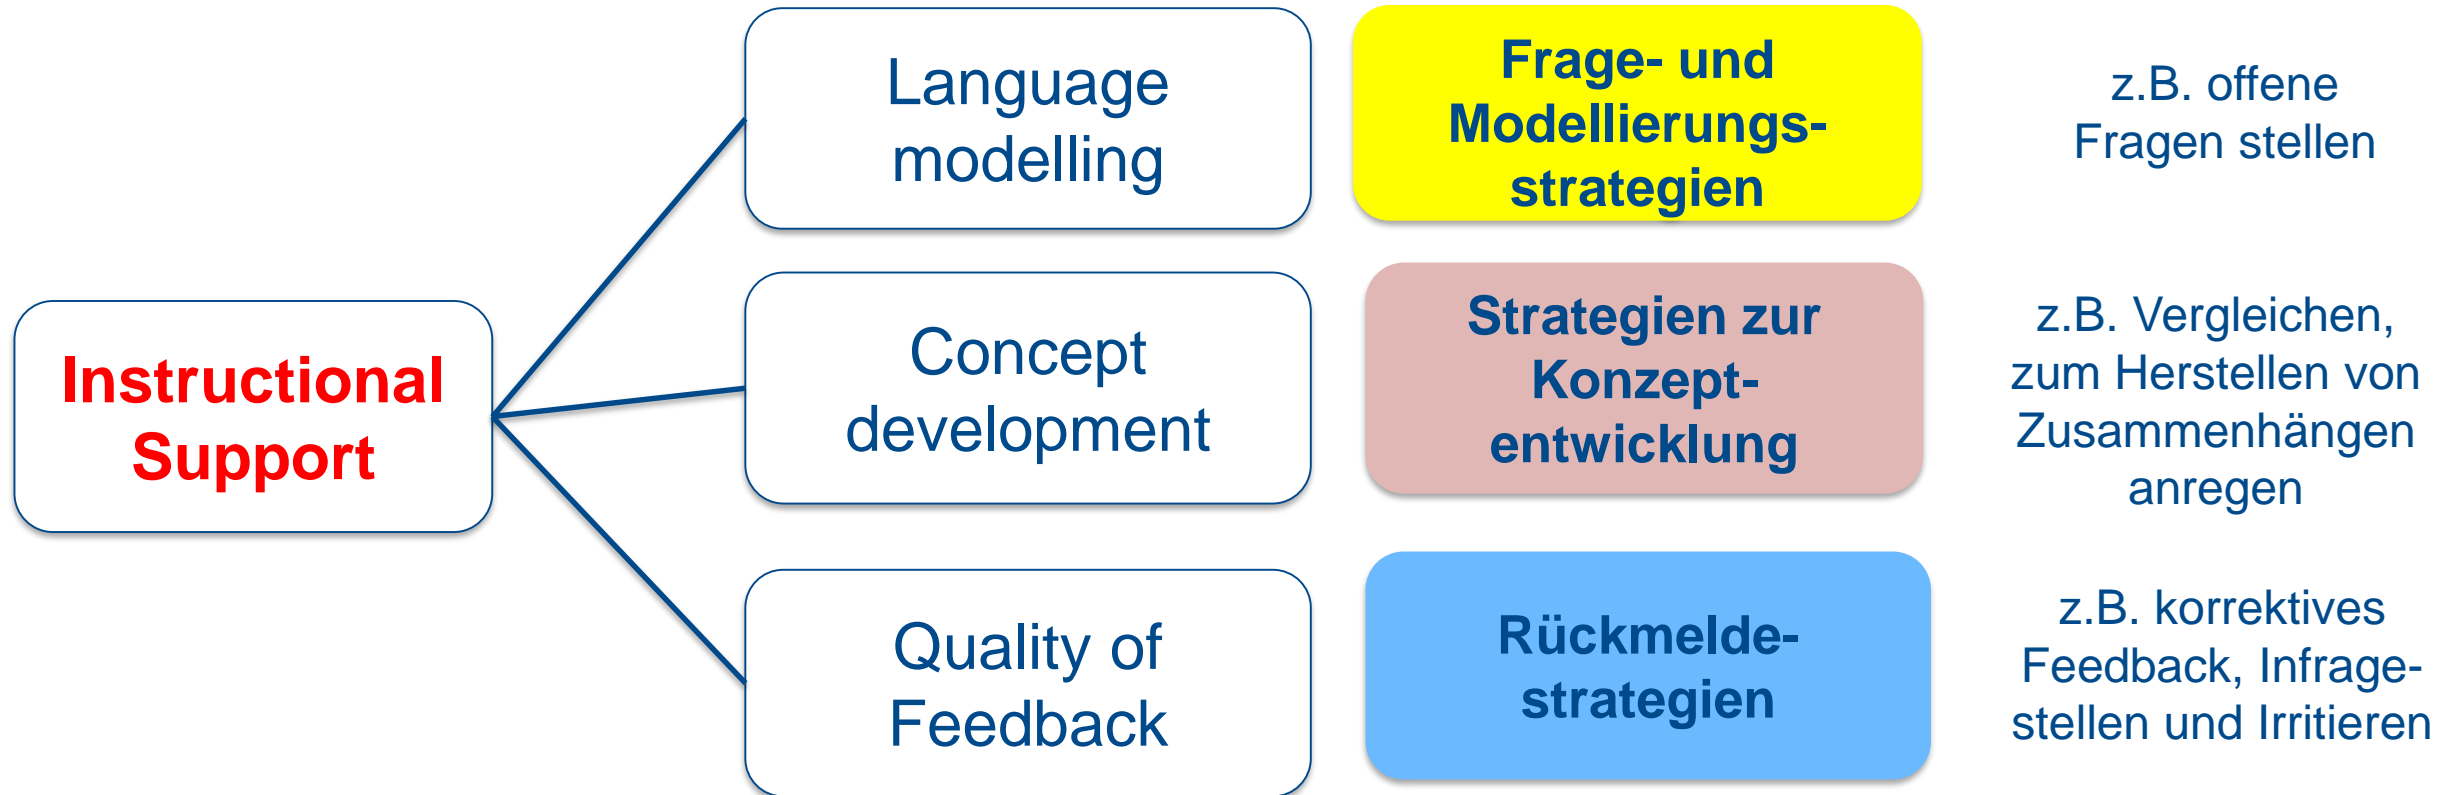 Instructional
Support
Language
modelling
Frage- und
Modellierungs-
strategien
z.B. offene
Fragen stellen
Concept
development
Strategien zur
Konzept-
entwicklung
z.B. Vergleichen,
zum Herstellen von
Zusammenhängen
anregen
Quality of
Feedback
Rückmelde-
strategien
z.B. korrektives
Feedback, Infrage-
stellen und Irritieren